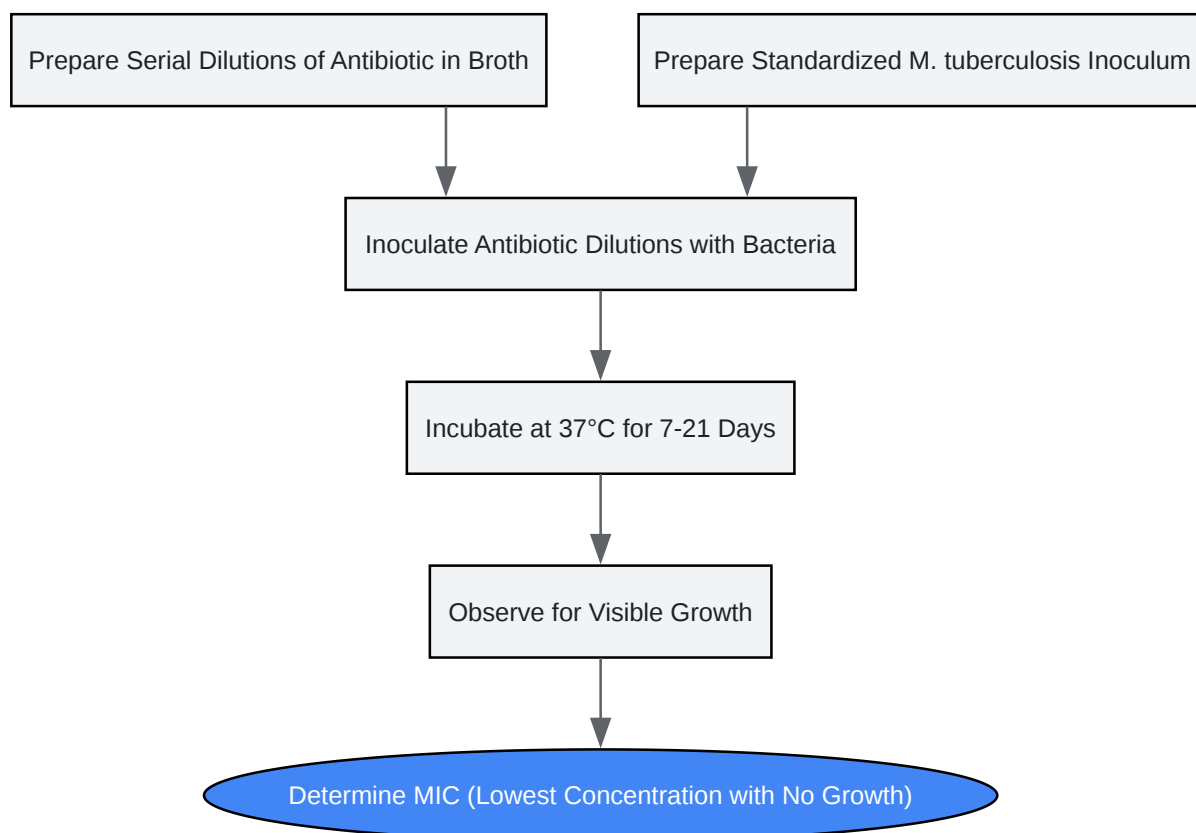 Prepare Serial Dilutions of Antibiotic in Broth
Prepare Standardized M. tuberculosis Inoculum
Inoculate Antibiotic Dilutions with Bacteria
Incubate at 37°C for 7-21 Days
Observe for Visible Growth
Determine MIC (Lowest Concentration with No Growth)